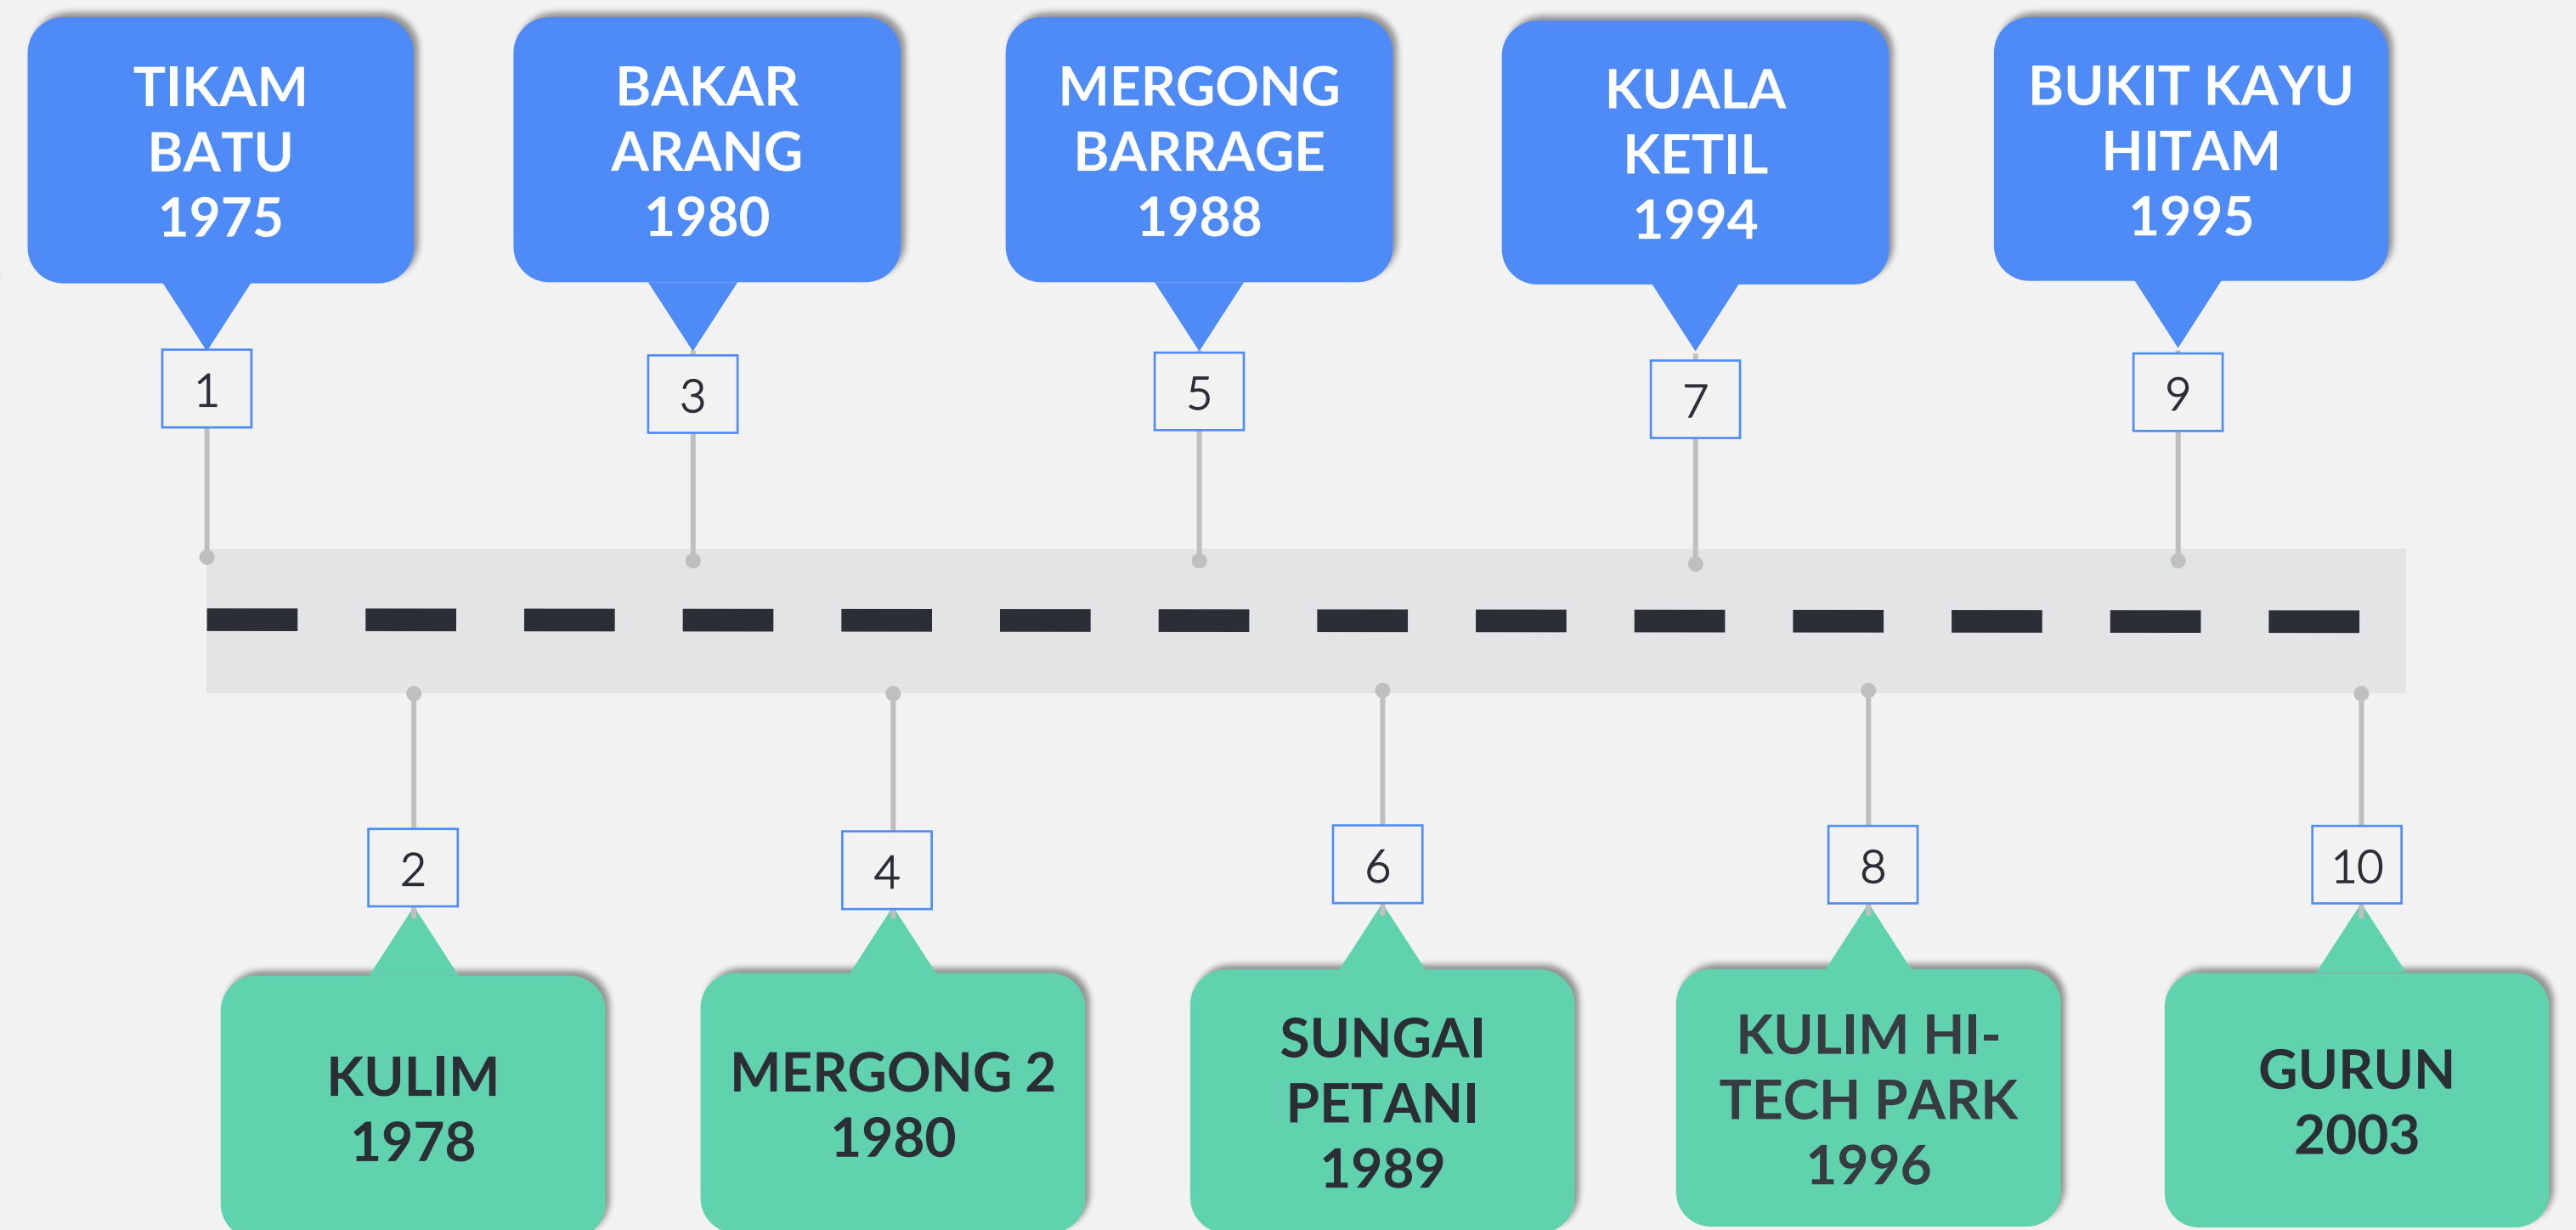 TIKAM
BATU
1975
BAKAR
ARANG
1980
MERGONG
BARRAGE
1988
KUALA
KETIL
1994
BUKIT KAYU
HITAM
1995
1
3
5
7
9
2
4
6
8
10
KULIM
1978
MERGONG 2
1980
SUNGAI
PETANI
1989
KULIM HI-
TECH PARK
1996
GURUN
2003